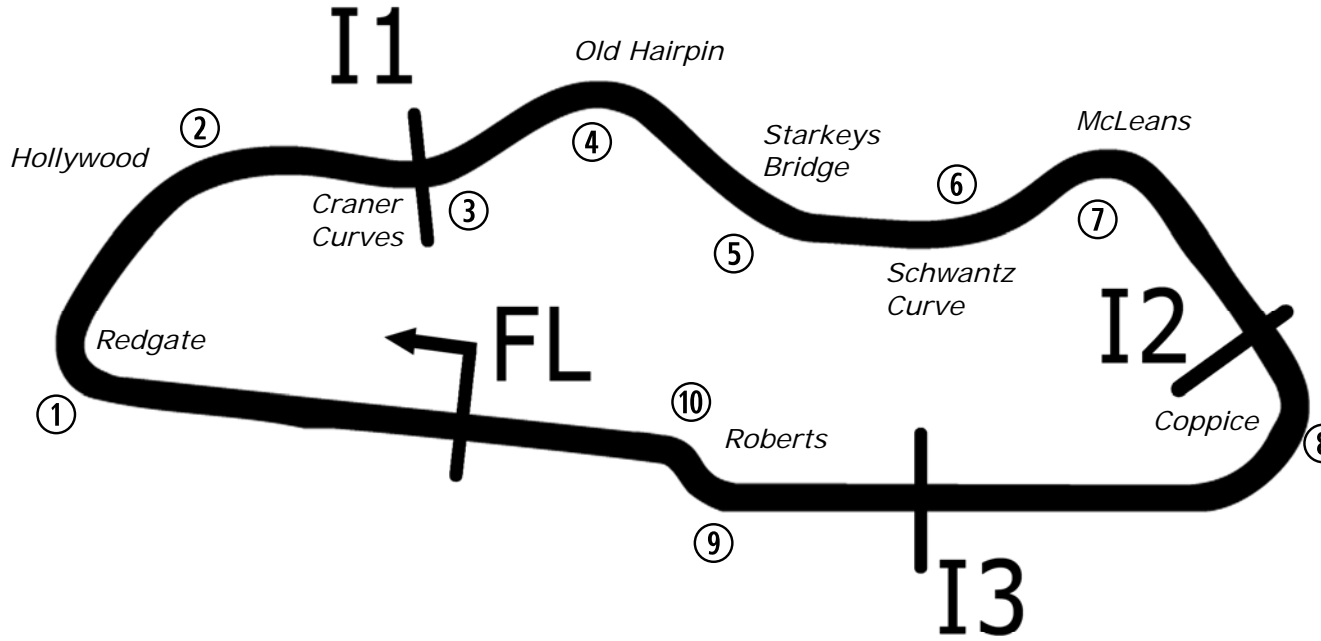 I1
Old Hairpin
②
Hollywood
④
Starkeys
Bridge
McLeans
Craner
Curves
③
⑥
⑦
⑤
Schwantz
Curve
I2
Redgate
FL
①
⑩
Roberts
Coppice
⑧
⑨
I3